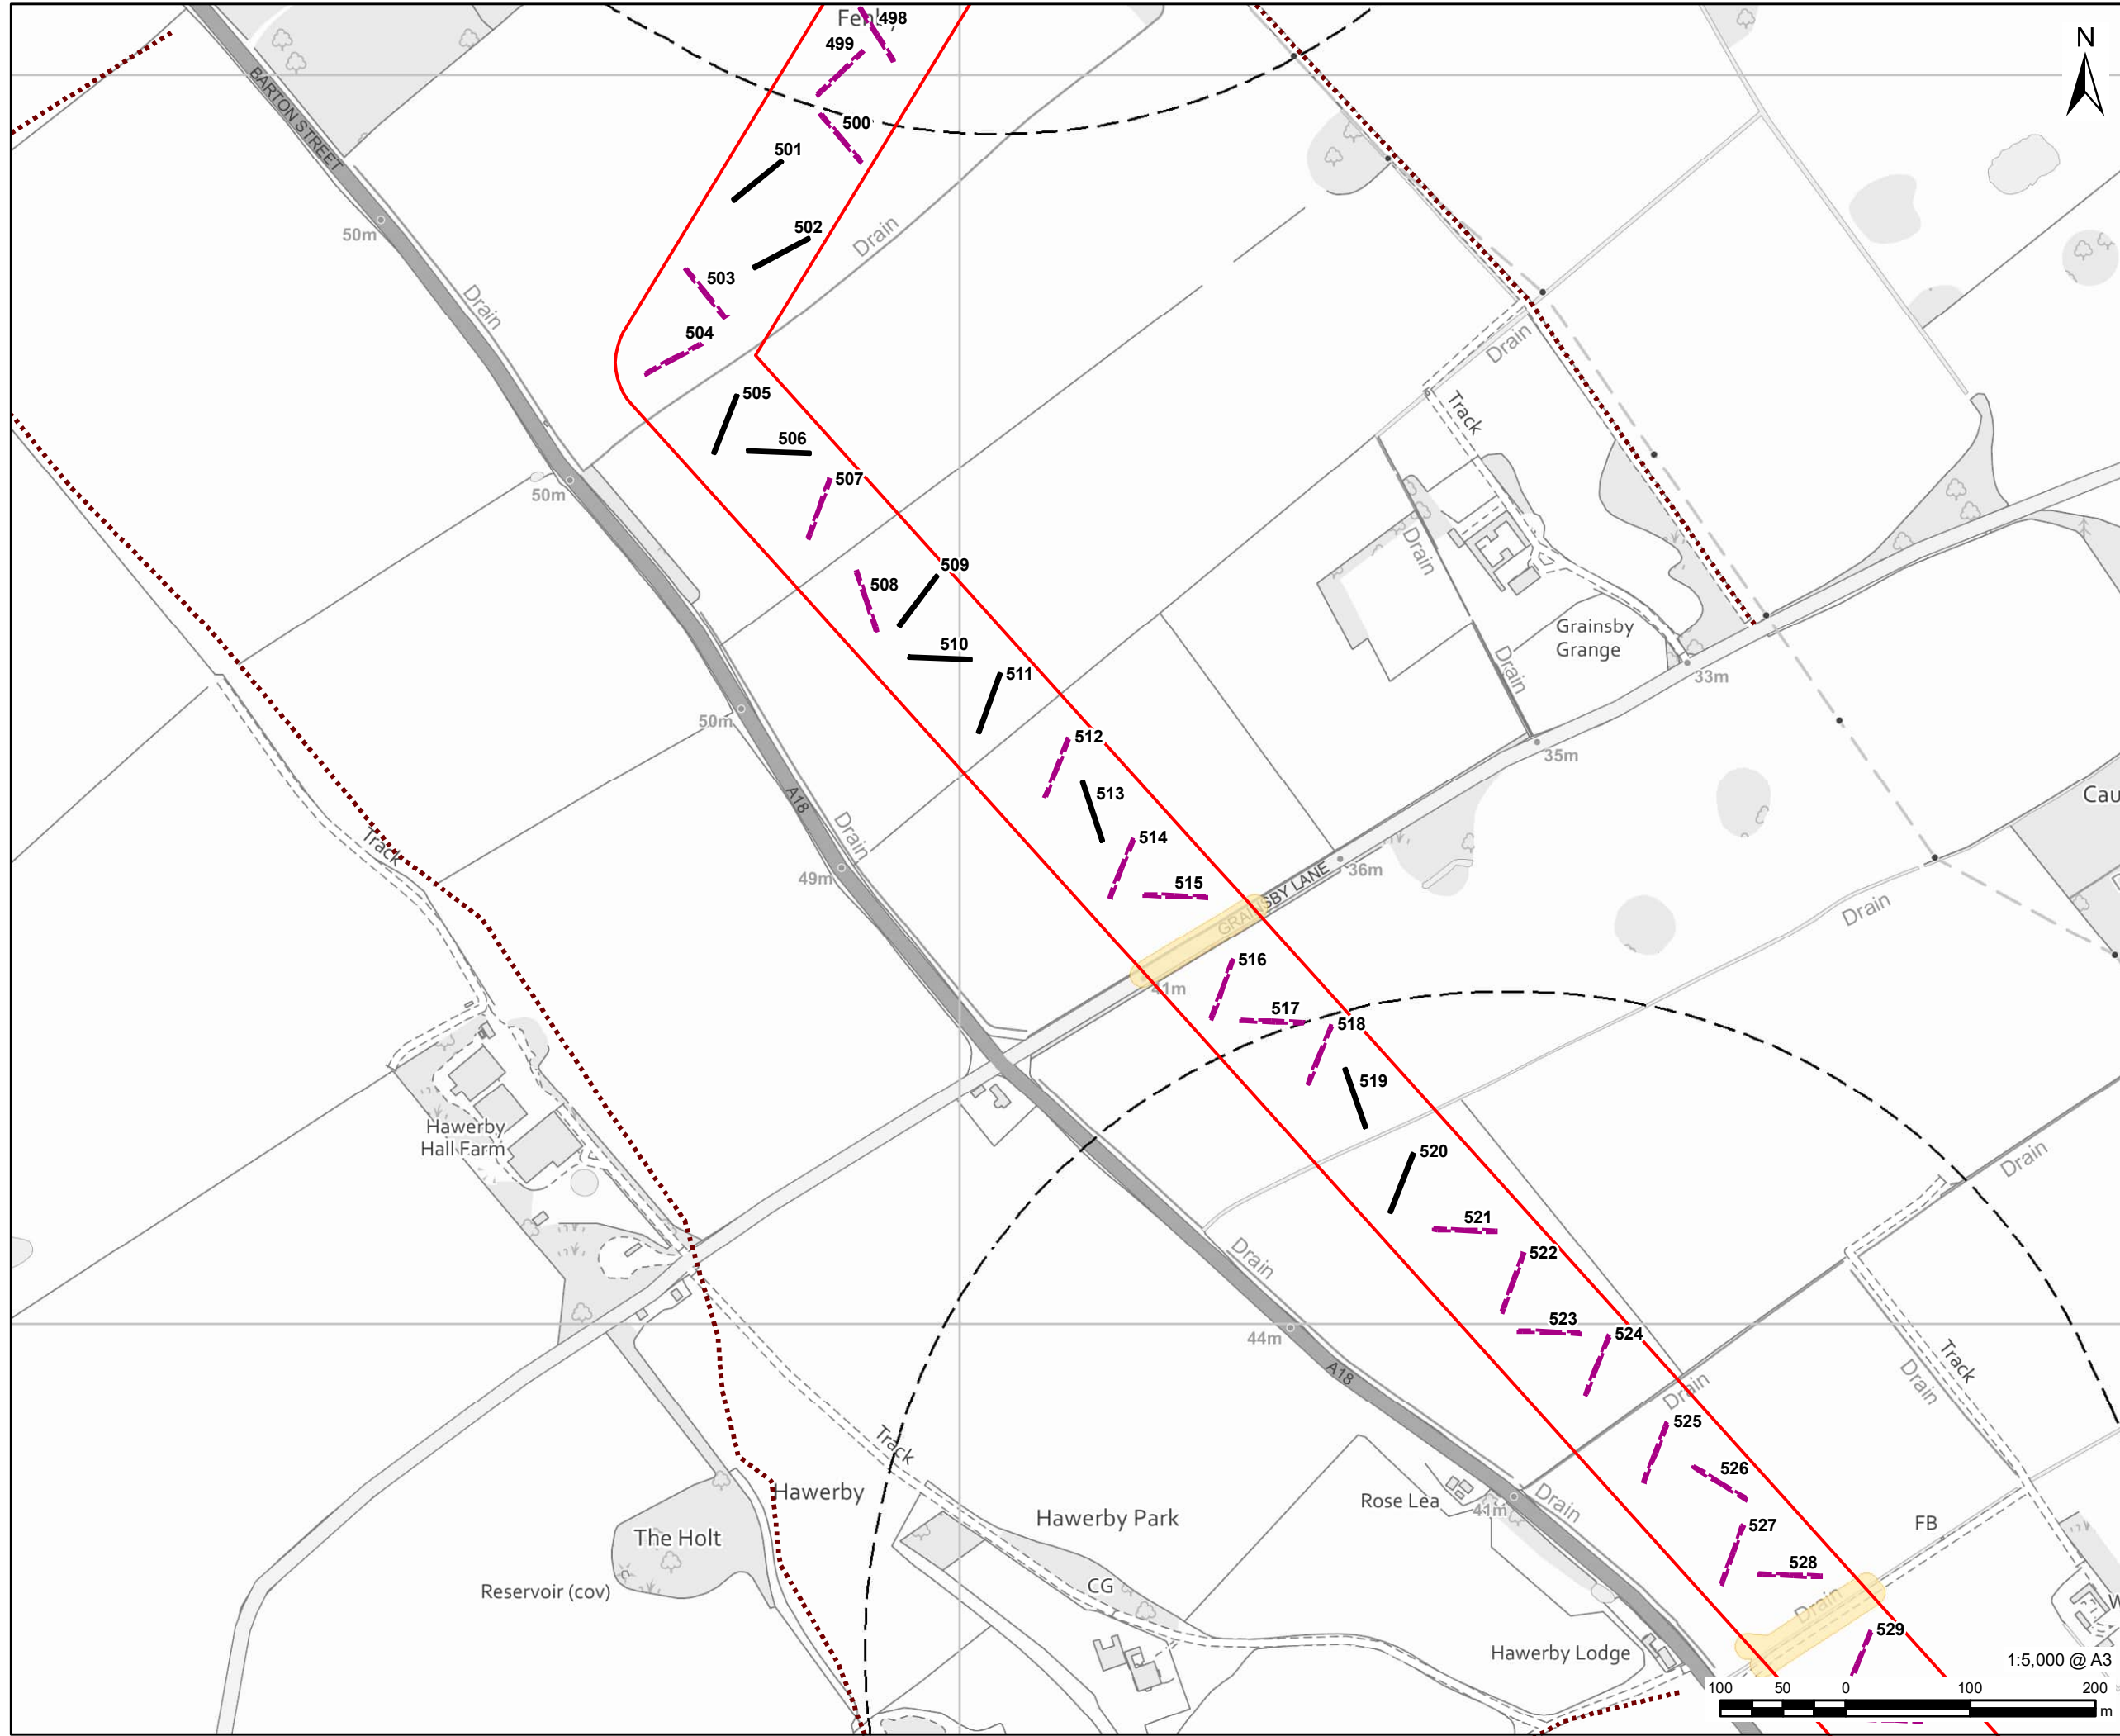 498
Fenby
499
N
BARTON STREET
500
501
502
50m
Drain
503
Drain
504
Drain
505
Track
506
507
50m
Drain
509
508
Grainsby
Grange
510
Drain
511
33m
50m
512
35m
513
A18
Drain
514
Track
36m
49m
515
GRAINSBY LANE
Drain
516
41m
517
518
519
Hawerby
Hall Farm
520
Drain
521
Drain
522
523
524
44m
Track
A18
Drain
Drain
525
Track
526
Hawerby
Rose Lea
41m
Drain
Hawerby Park
527
FB
The Holt
528
CG
Reservoir (cov)
Drain
529
Hawerby Lodge
1:5,000 @ A3
100 50 0 100 200
m